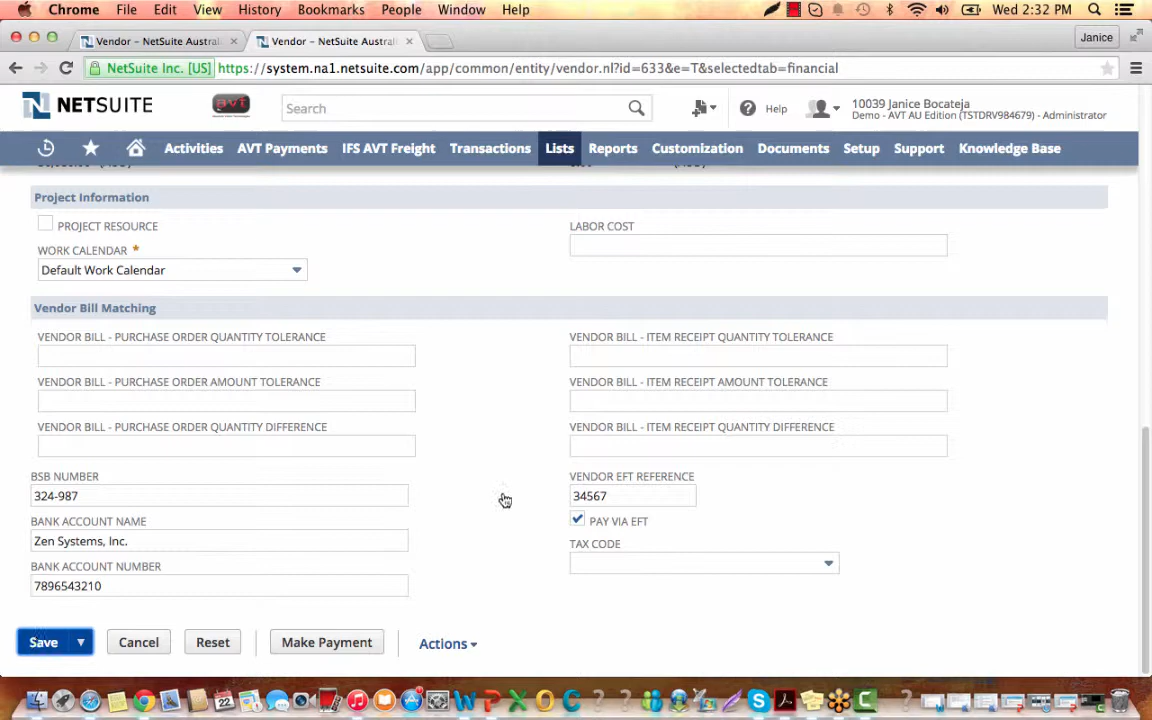 Chrome File Edit View History Bookmarks People Window Help Wed 2:32 PM
Vendor – NetSuite Austral × Vendor – NetSuite Austral × Janice
NetSuite Inc. [US] https://system.na1.netsuite.com/app/common/entity/vendor.nl?id=633&e=T&selectedtab=financial
NETSUITE avt Search Help 10039 Janice Bocateja
Demo - AVT AU Edition (TSTDRV984679) - Administrator
Activities AVT Payments IFS AVT Freight Transactions Lists Reports Customization Documents Setup Support Knowledge Base
Project Information
PROJECT RESOURCE LABOR COST
WORK CALENDAR *
Default Work Calendar
Vendor Bill Matching
VENDOR BILL - PURCHASE ORDER QUANTITY TOLERANCE VENDOR BILL - ITEM RECEIPT QUANTITY TOLERANCE
VENDOR BILL - PURCHASE ORDER AMOUNT TOLERANCE VENDOR BILL - ITEM RECEIPT AMOUNT TOLERANCE
VENDOR BILL - PURCHASE ORDER QUANTITY DIFFERENCE VENDOR BILL - ITEM RECEIPT QUANTITY DIFFERENCE
BSB NUMBER VENDOR EFT REFERENCE
324-987 34567
BANK ACCOUNT NAME PAY VIA EFT
Zen Systems, Inc. TAX CODE
BANK ACCOUNT NUMBER
7896543210
Save Cancel Reset Make Payment Actions